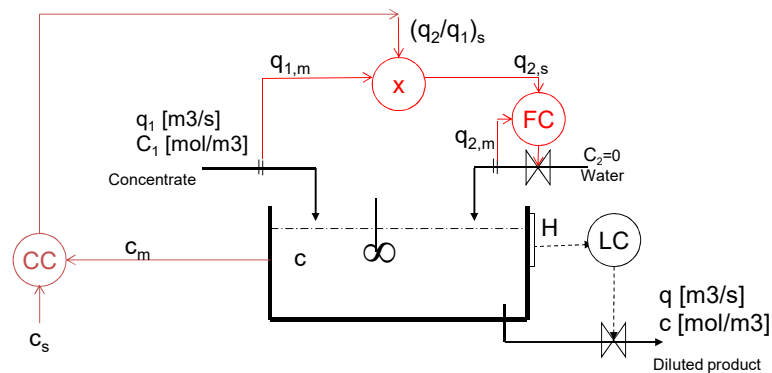 (q₂/q₁)ₛ
q₁,ₘ
x
q₂,ₛ
q₁ [m3/s]
C₁ [mol/m3]
FC
q₂,ₘ
Concentrate
C₂=0
Water
H
LC
CC
cₘ
c
∞
cₛ
q [m3/s]
c [mol/m3]
Diluted product